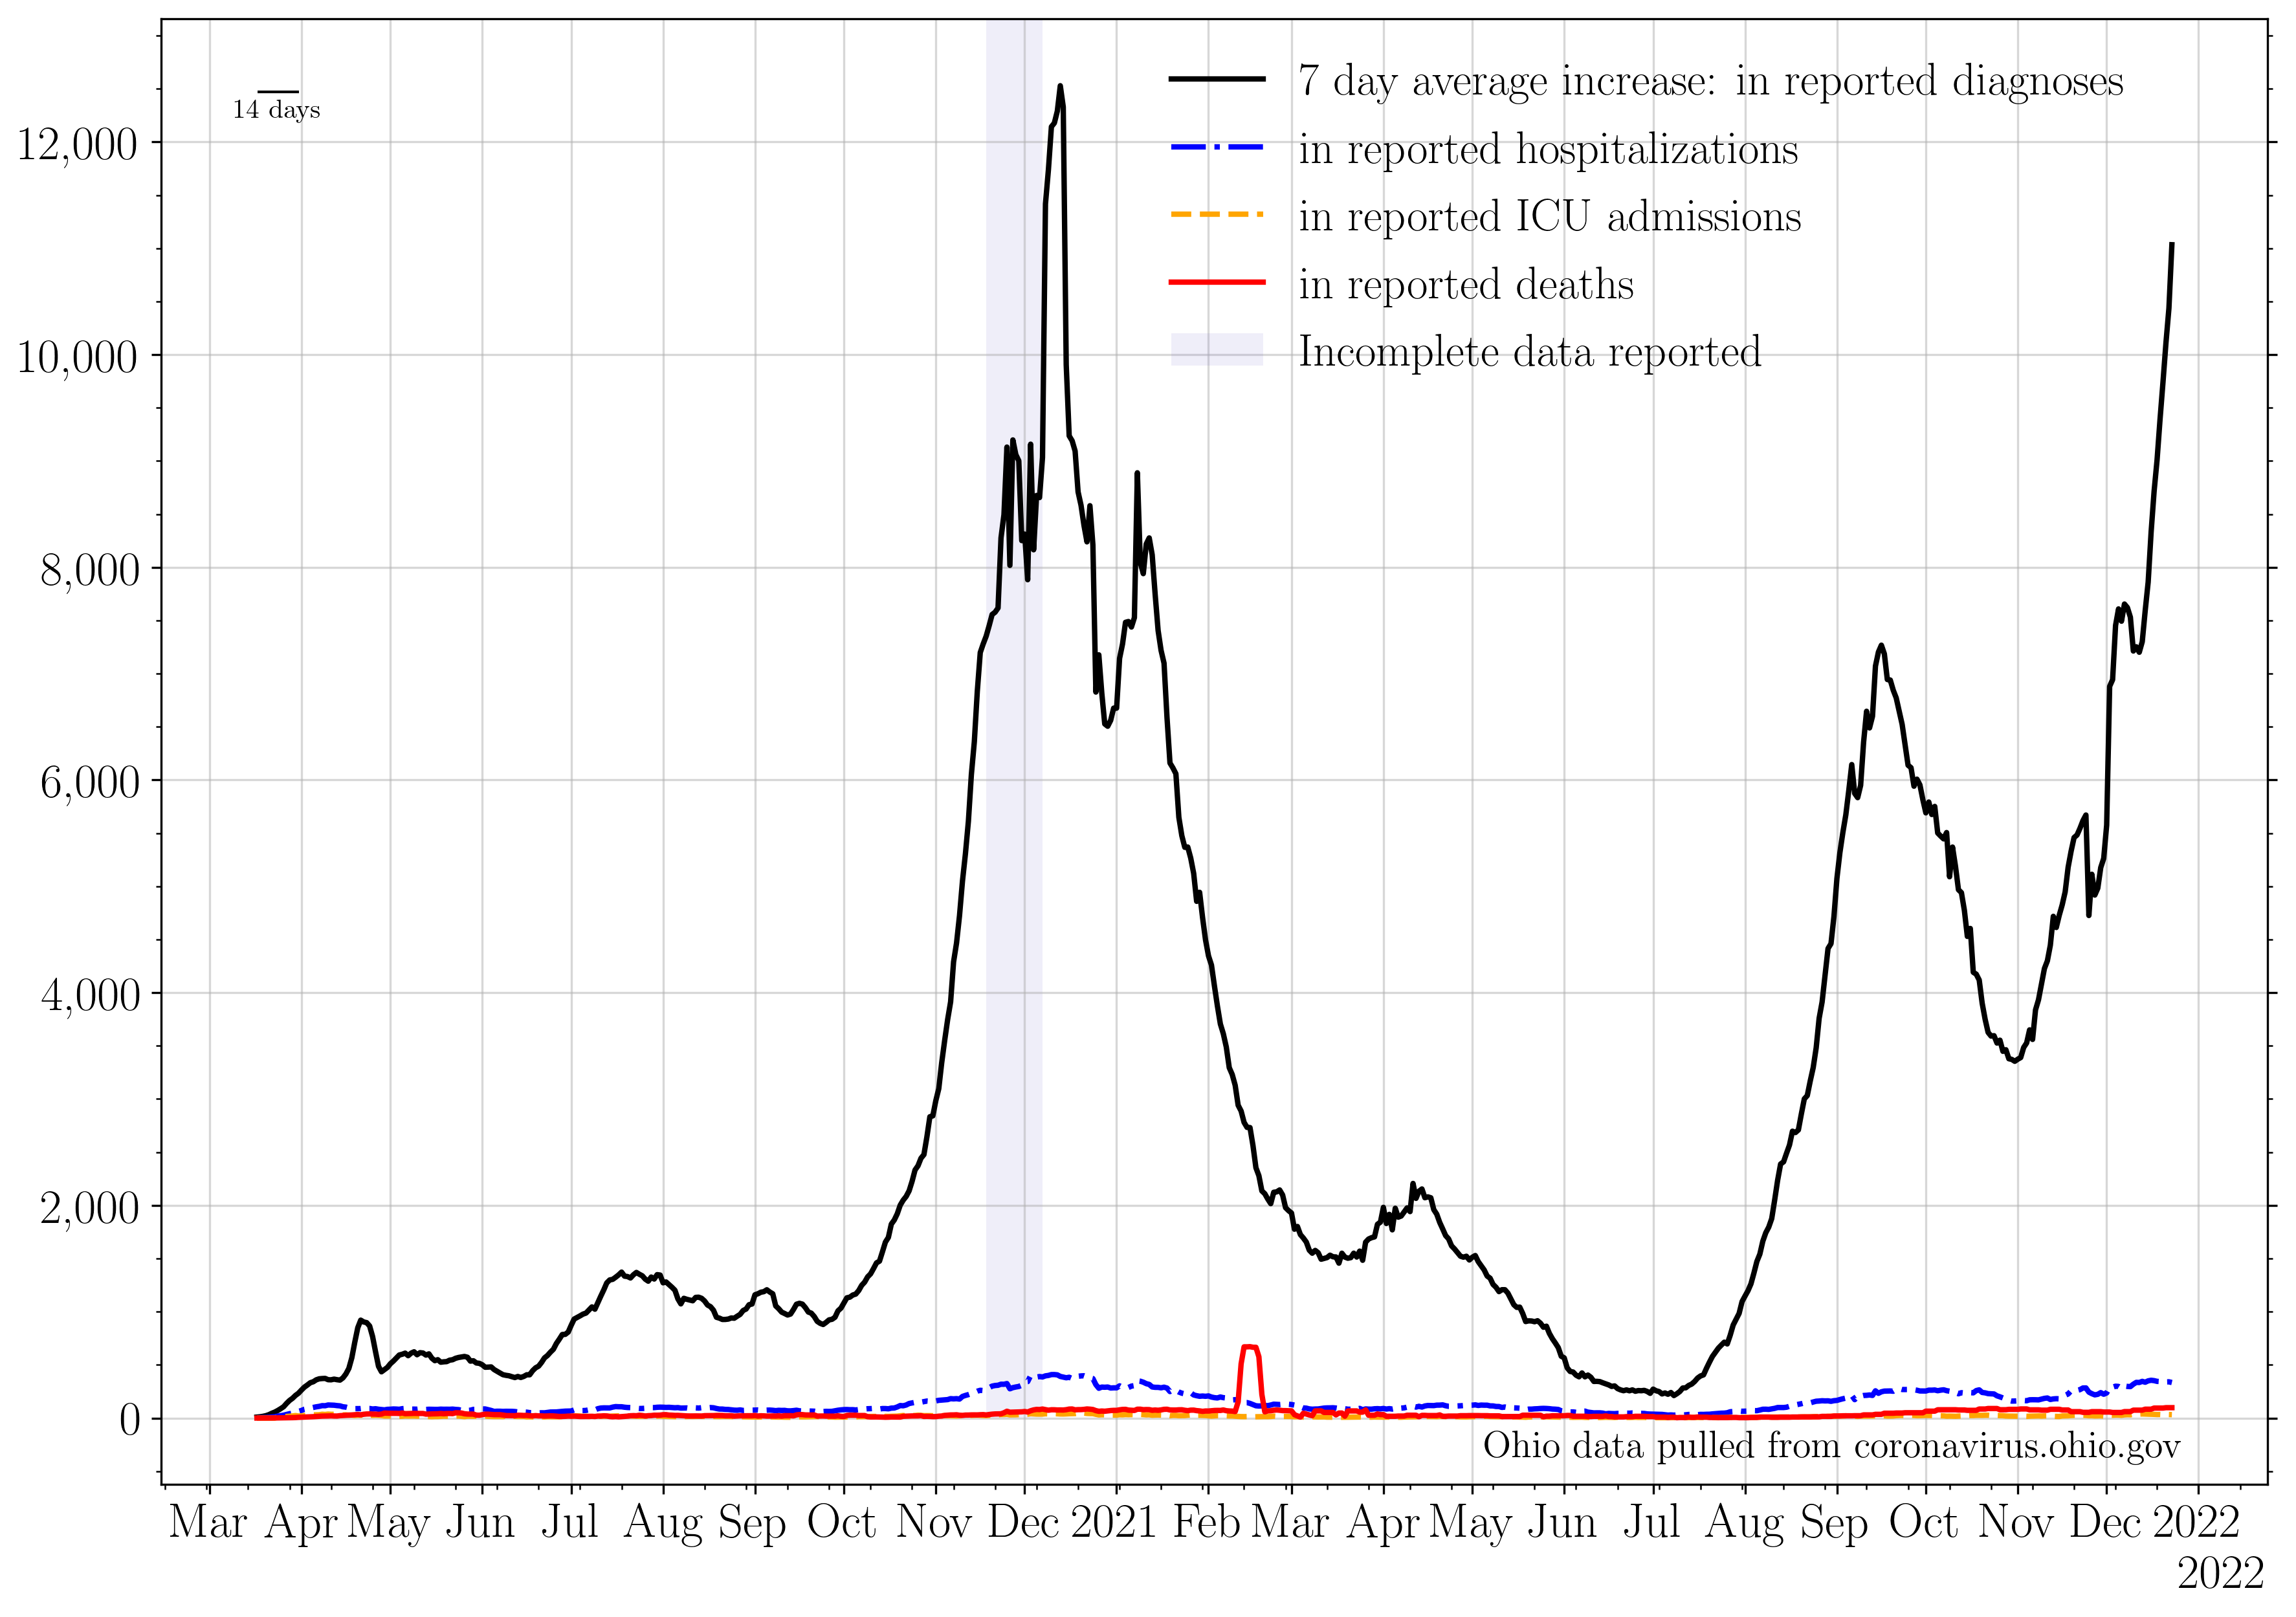 14 days
7 day average increase: in reported diagnoses
in reported hospitalizations
in reported ICU admissions
in reported deaths
Incomplete data reported
12,000
10,000
8,000
6,000
4,000
2,000
0
Ohio data pulled from coronavirus.ohio.gov
Mar Apr May Jun Jul Aug Sep Oct Nov Dec 2021 Feb Mar Apr May Jun Jul Aug Sep Oct Nov Dec 2022
2022